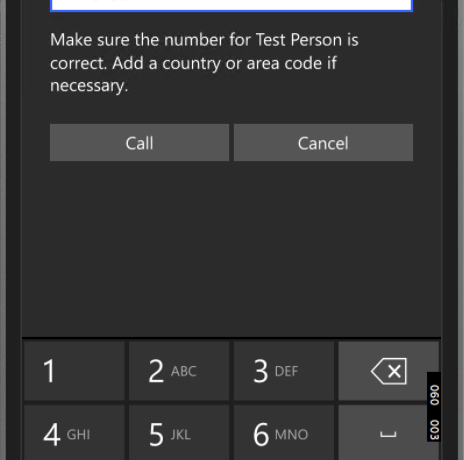 Make sure the number for Test Person is
correct. Add a country or area code if
necessary.
Call Cancel
1 2 ABC 3 DEF
4 GHI 5 JKL 6 MNO
060 003